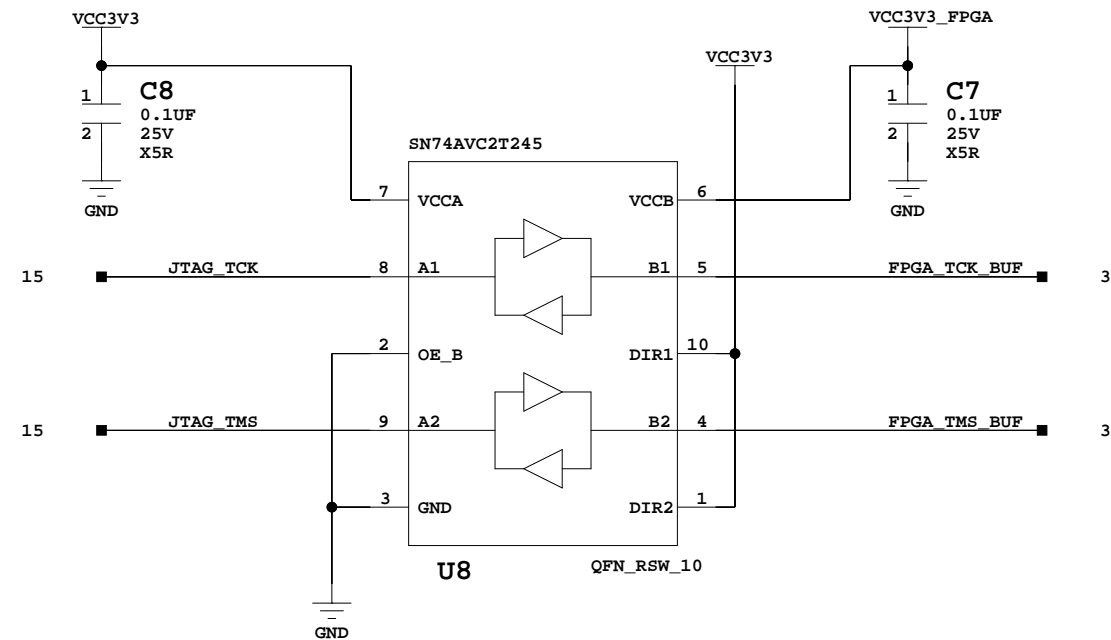 VCC3V3
VCC3V3_FPGA
VCC3V3
1
C8
0.1UF
2
25V
X5R
GND
1
C7
0.1UF
2
25V
X5R
GND
SN74AVC2T245
7
VCCA
VCCB
6
15
JTAG_TCK
8
A1
B1
5
FPGA_TCK_BUF
3
2
OE_B
DIR1
10
15
JTAG_TMS
9
A2
B2
4
FPGA_TMS_BUF
3
3
GND
DIR2
1
U8
QFN_RSW_10
GND